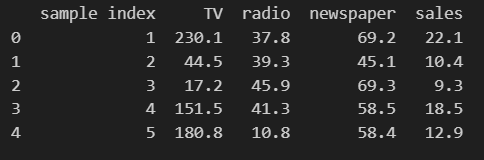 sample index TV radio newspaper sales
0 1 230.1 37.8 69.2 22.1
1 2 44.5 39.3 45.1 10.4
2 3 17.2 45.9 69.3 9.3
3 4 151.5 41.3 58.5 18.5
4 5 180.8 10.8 58.4 12.9